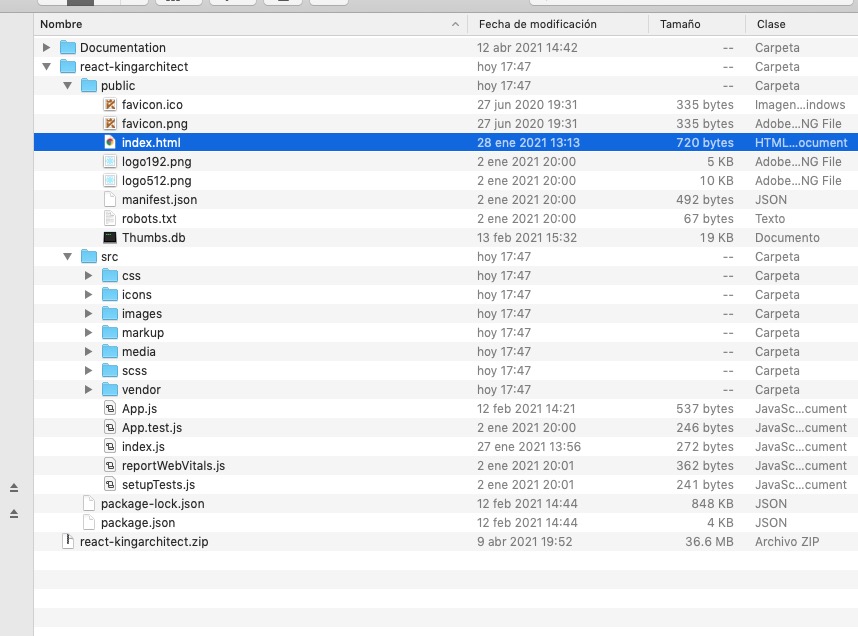 Nombre Fecha de modificación Tamaño Clase
Documentation 12 abr 2021 14:42 -- Carpeta
react-kingarchitect hoy 17:47 -- Carpeta
public hoy 17:47 -- Carpeta
favicon.ico 27 jun 2020 19:31 335 bytes Imagen...indows
favicon.png 27 jun 2020 19:31 335 bytes Adobe...NG File
index.html 28 ene 2021 13:13 720 bytes HTML...ocument
logo192.png 2 ene 2021 20:00 5 KB Adobe...NG File
logo512.png 2 ene 2021 20:00 10 KB Adobe...NG File
manifest.json 2 ene 2021 20:00 492 bytes JSON
robots.txt 2 ene 2021 20:00 67 bytes Texto
Thumbs.db 13 feb 2021 15:32 19 KB Documento
src hoy 17:47 -- Carpeta
css hoy 17:47 -- Carpeta
icons hoy 17:47 -- Carpeta
images hoy 17:47 -- Carpeta
markup hoy 17:47 -- Carpeta
media hoy 17:47 -- Carpeta
scss hoy 17:47 -- Carpeta
vendor hoy 17:47 -- Carpeta
App.js 12 feb 2021 14:21 537 bytes JavaSc...cument
App.test.js 2 ene 2021 20:00 246 bytes JavaSc...cument
index.js 27 ene 2021 13:56 272 bytes JavaSc...cument
reportWebVitals.js 2 ene 2021 20:01 362 bytes JavaSc...cument
setupTests.js 2 ene 2021 20:01 241 bytes JavaSc...cument
package-lock.json 12 feb 2021 14:44 848 KB JSON
package.json 12 feb 2021 14:44 4 KB JSON
react-kingarchitect.zip 9 abr 2021 19:52 36.6 MB Archivo ZIP